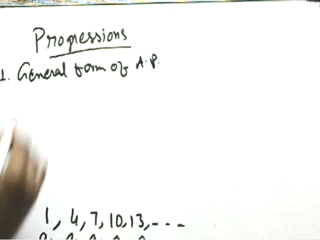 Progressions
1. General form of A.P.
1, 4, 7, 10, 13, - - -